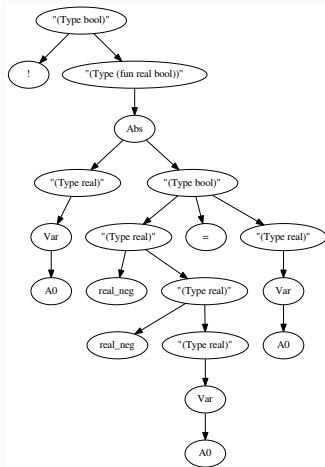 "(Type bool)"
! "(Type (fun real bool))"
Abs
"(Type real)" "(Type bool)"
Var "(Type real)" = "(Type real)"
A0 real_neg "(Type real)" Var
real_neg "(Type real)" A0
Var
A0